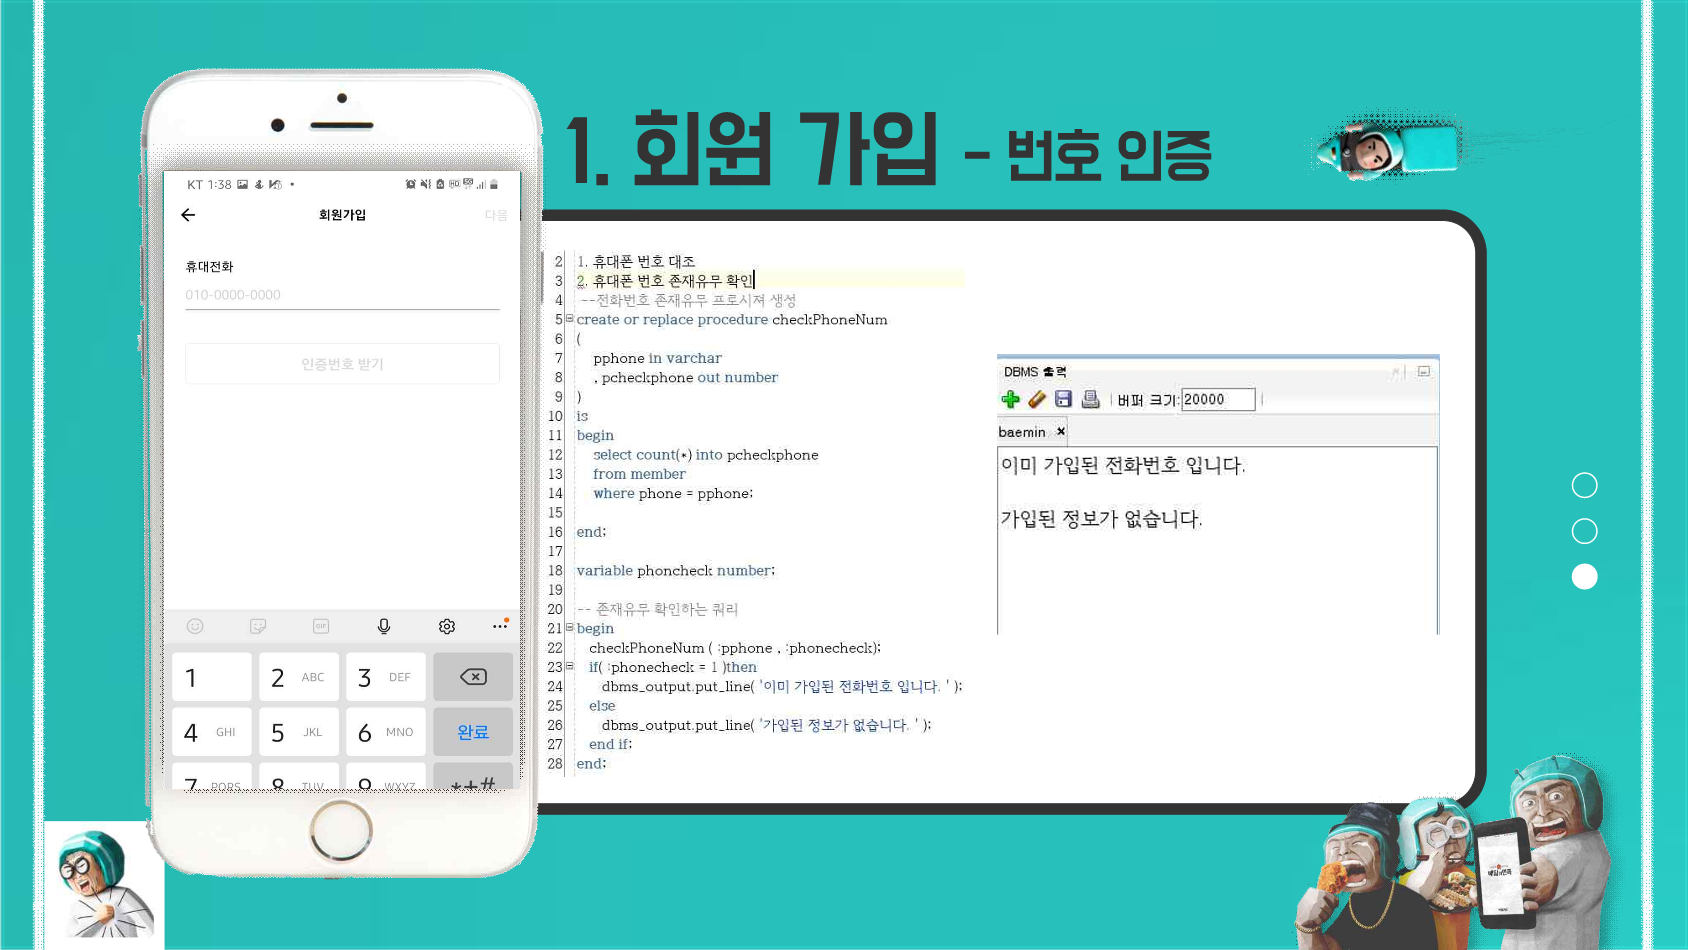 1. 회원 가입 - 번호 인증
KT 1:38
회원가입
다음
휴대전화
010-0000-0000
인증번호 받기
GIF
1
2 ABC
3 DEF
4 GHI
5 JKL
6 MNO
완료
7 PQRS
8 TUV
9 WXYZ
*+#
2 1. 휴대폰 번호 대조
3 2. 휴대폰 번호 존재유무 확인
4 --전화번호 존재유무 프로시져 생성
5 create or replace procedure checkPhoneNum
6 (
7 pphone in varchar
8 , pcheckphone out number
9 )
10 is
11 begin
12 select count(*) into pcheckphone
13 from member
14 where phone = pphone;
15
16 end;
17
18 variable phoncheck number;
19
20 -- 존재유무 확인하는 쿼리
21 begin
22 checkPhoneNum ( :pphone , :phonecheck);
23 if( :phonecheck = 1 )then
24 dbms_output.put_line( '이미 가입된 전화번호 입니다. ' );
25 else
26 dbms_output.put_line( '가입된 정보가 없습니다. ' );
27 end if;
28 end;
DBMS 출력
버퍼 크기: 20000
baemin
이미 가입된 전화번호 입니다.
가입된 정보가 없습니다.